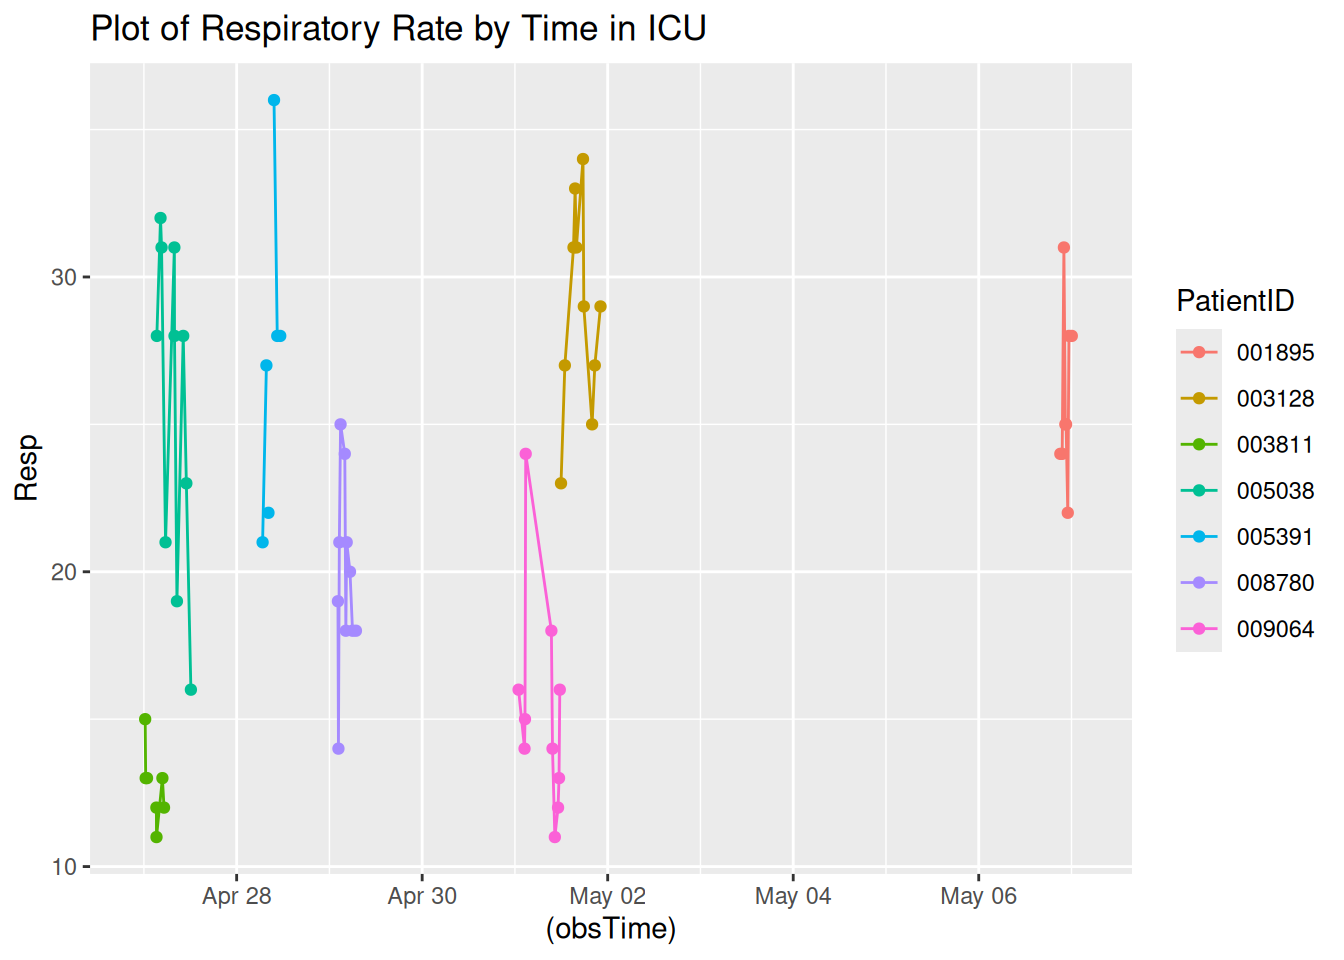 Plot of Respiratory Rate by Time in ICU
Resp
30
20
10
Apr 28
Apr 30
May 02
May 04
May 06
(obsTime)
PatientID
001895
003128
003811
005038
005391
008780
009064